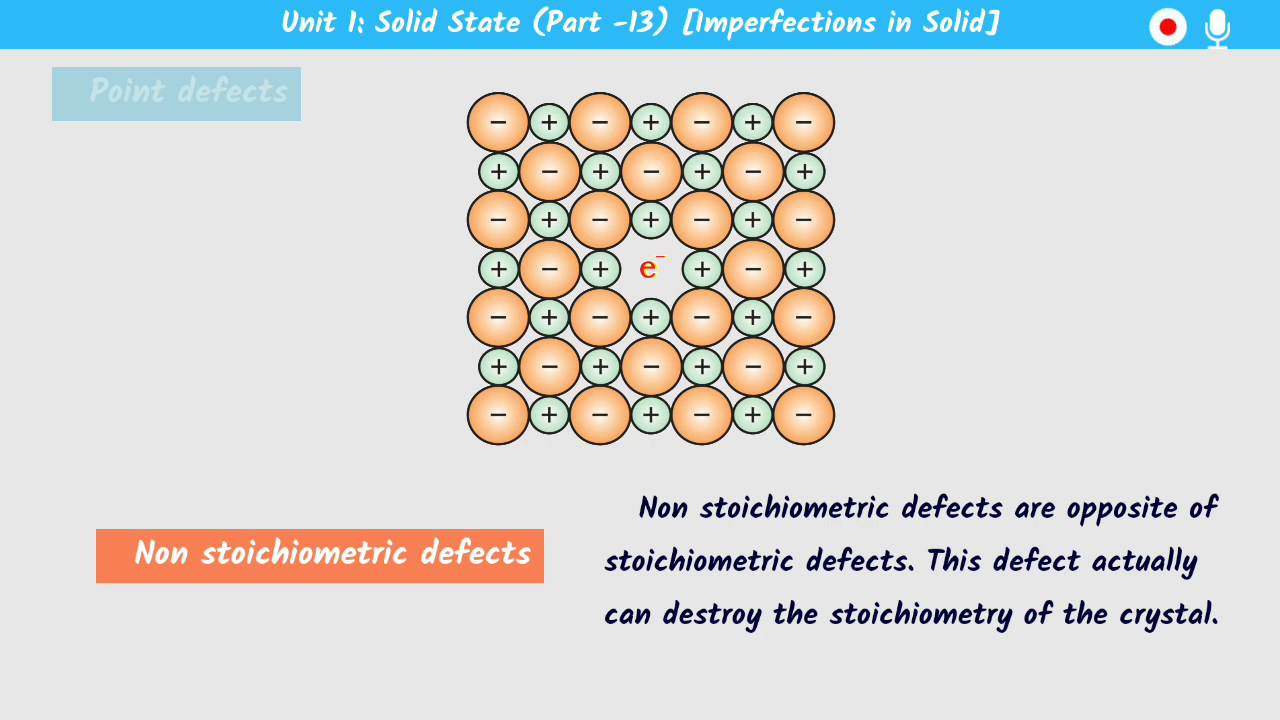 Unit 1: Solid State (Part -13) [Imperfections in Solid]
Point defects
− + − + − + −
+ − + − + − +
− + − + − + −
+ − + e⁻ + − +
− + − + − + −
+ − + − + − +
− + − + − + −
Non stoichiometric defects
Non stoichiometric defects are opposite of
stoichiometric defects. This defect actually
can destroy the stoichiometry of the crystal.